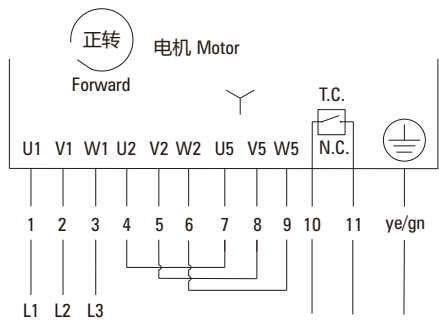 正转
电机 Motor
Forward
T.C.
N.C.
U1 V1 W1 U2 V2 W2 U5 V5 W5
1 2 3 4 5 6 7 8 9 10 11 ye/gn
L1 L2 L3